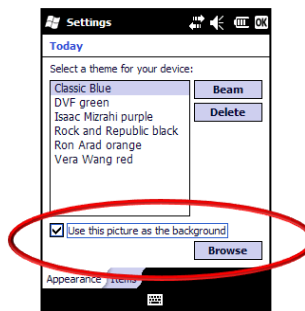 Settings
OK
Today
Select a theme for your device:
Classic Blue
Beam
DVF green
Isaac Mizrahi purple
Delete
Rock and Republic black
Ron Arad orange
Vera Wang red
Use this picture as the background
Browse
Appearance Items